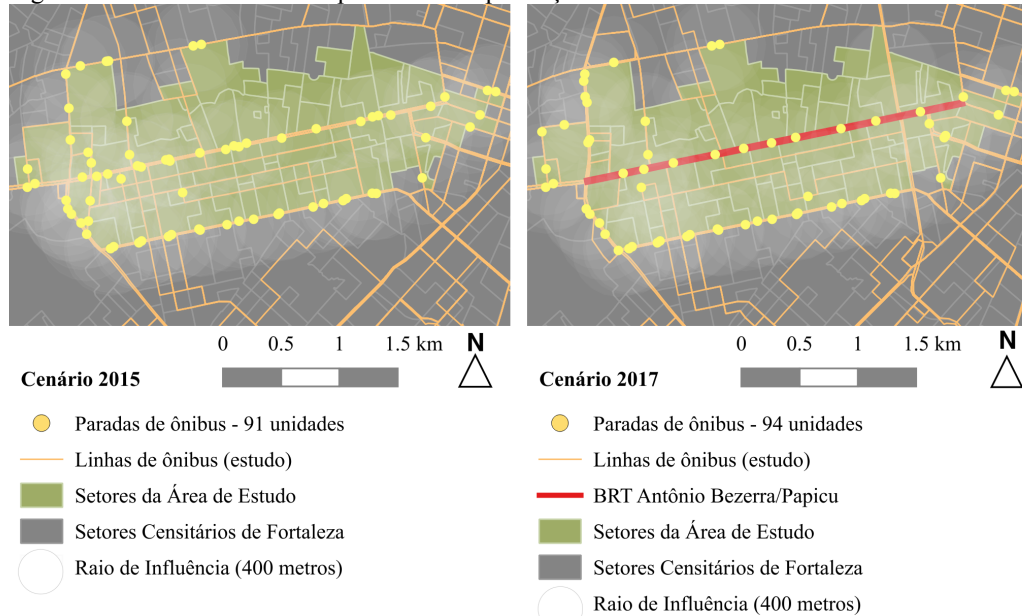 0 0.5 1 1.5 km N
Cenário 2015
Paradas de ônibus - 91 unidades
Linhas de ônibus (estudo)
Setores da Área de Estudo
Setores Censitários de Fortaleza
Raio de Influência (400 metros)
0 0.5 1 1.5 km N
Cenário 2017
Paradas de ônibus - 94 unidades
Linhas de ônibus (estudo)
BRT Antônio Bezerra/Papicu
Setores da Área de Estudo
Setores Censitários de Fortaleza
Raio de Influência (400 metros)